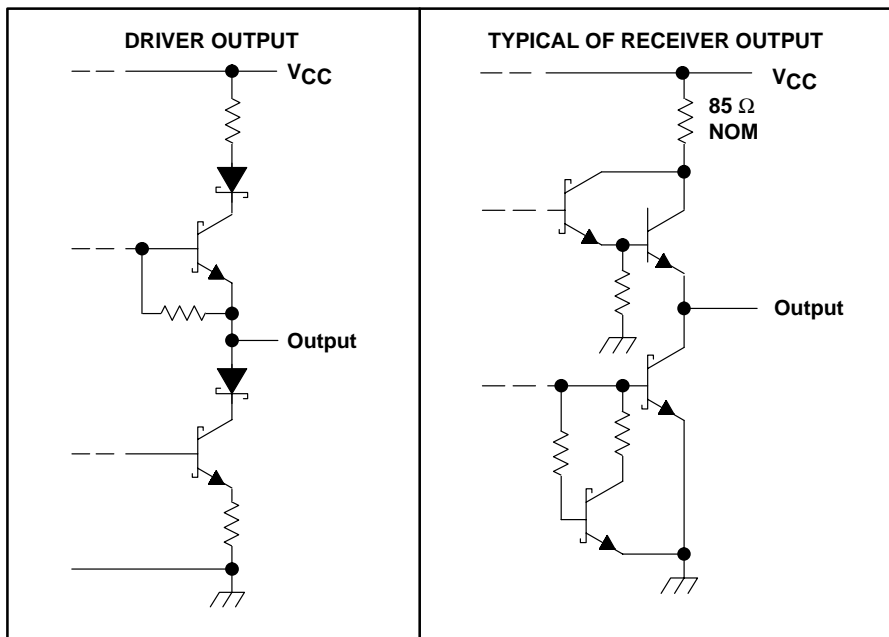 DRIVER OUTPUT
VCC
Output
TYPICAL OF RECEIVER OUTPUT
VCC
85 Ω
NOM
Output